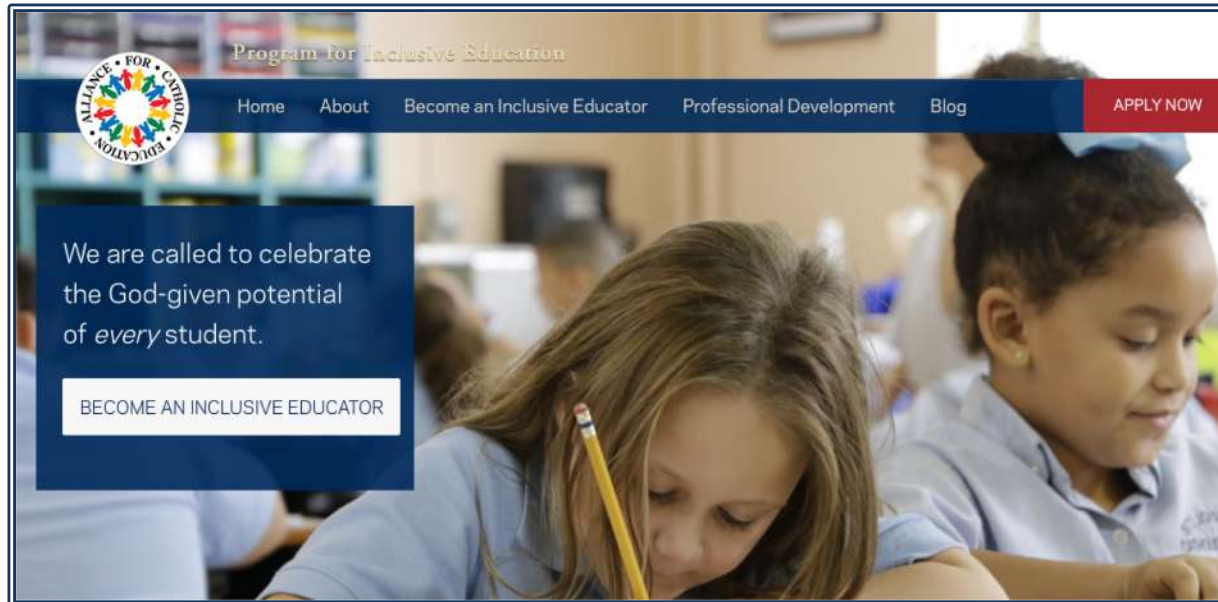 Program for Inclusive Education
ALLIANCE • FOR • CATHOLIC • EDUCATION •
Home About Become an Inclusive Educator Professional Development Blog APPLY NOW
We are called to celebrate
the God-given potential
of every student.
BECOME AN INCLUSIVE EDUCATOR